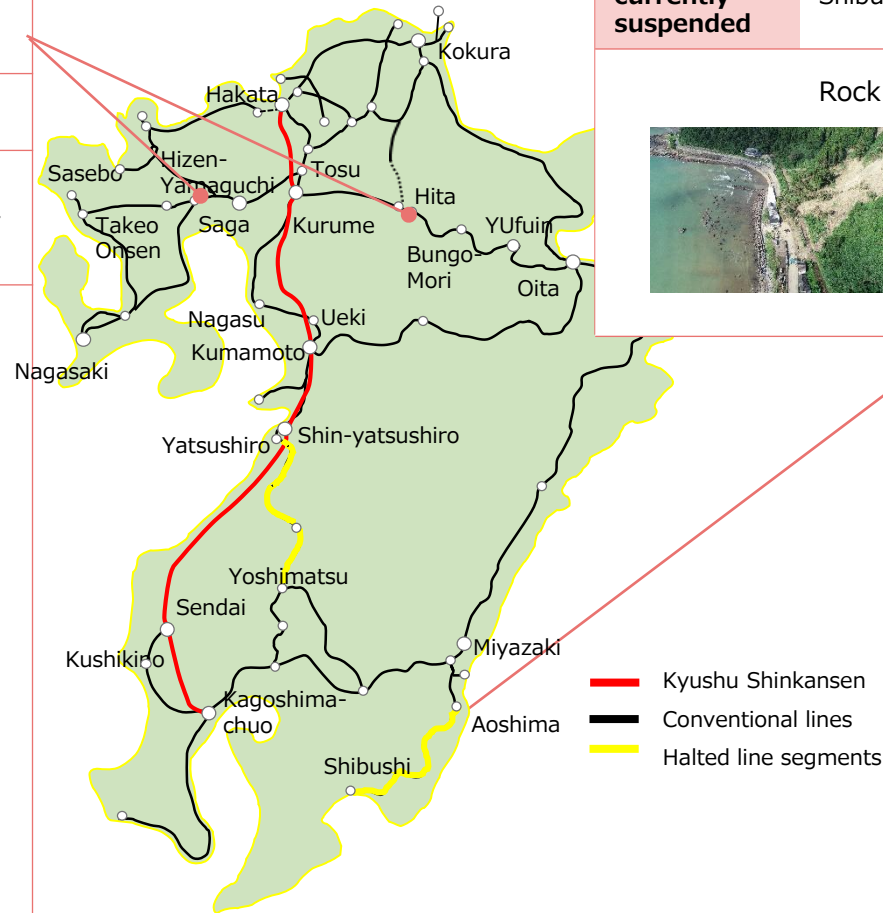 currently
suspended
Shibu
Rock
Kokura
Hakata
Hizen-
Yamaguchi
Tosu
Sasebo
Hita
Takeo
Onsen
Saga
Kurume
YUfuin
Bungo-
Mori
Oita
Nagasu
Ueki
Kumamoto
Nagasaki
Yatsushiro
Shin-yatsushiro
Yoshimatsu
Sendai
Kushikino
Miyazaki
Kagoshima-
chuo
Aoshima
Shibushi
Kyushu Shinkansen
Conventional lines
Halted line segments